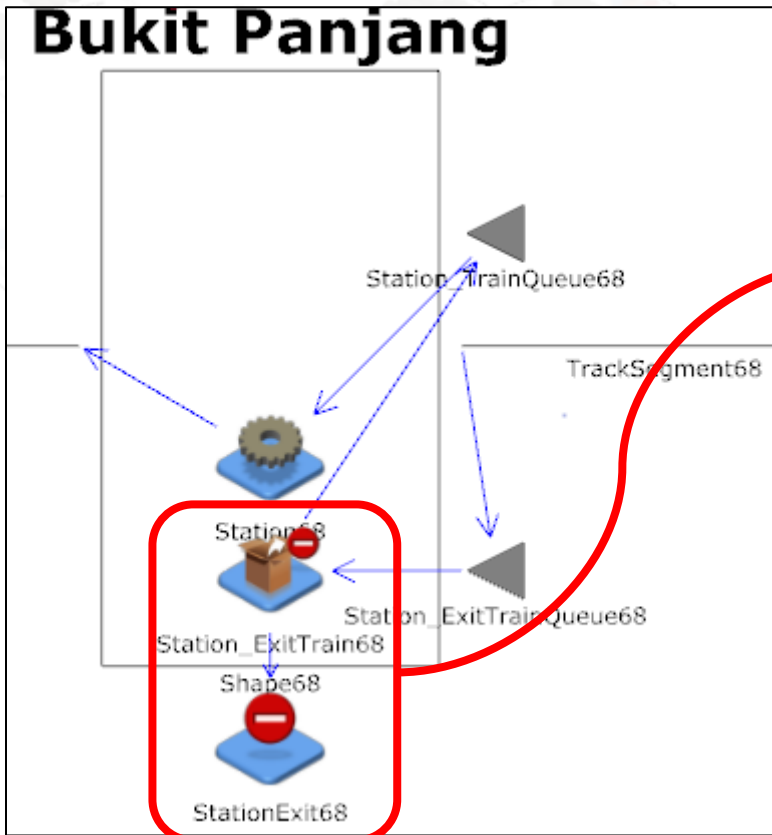 Bukit Panjang
Station_TrainQueue68
TrackSegment68
Station68
Station_ExitTrainQueue68
Station_ExitTrain68
Shape68
StationExit68